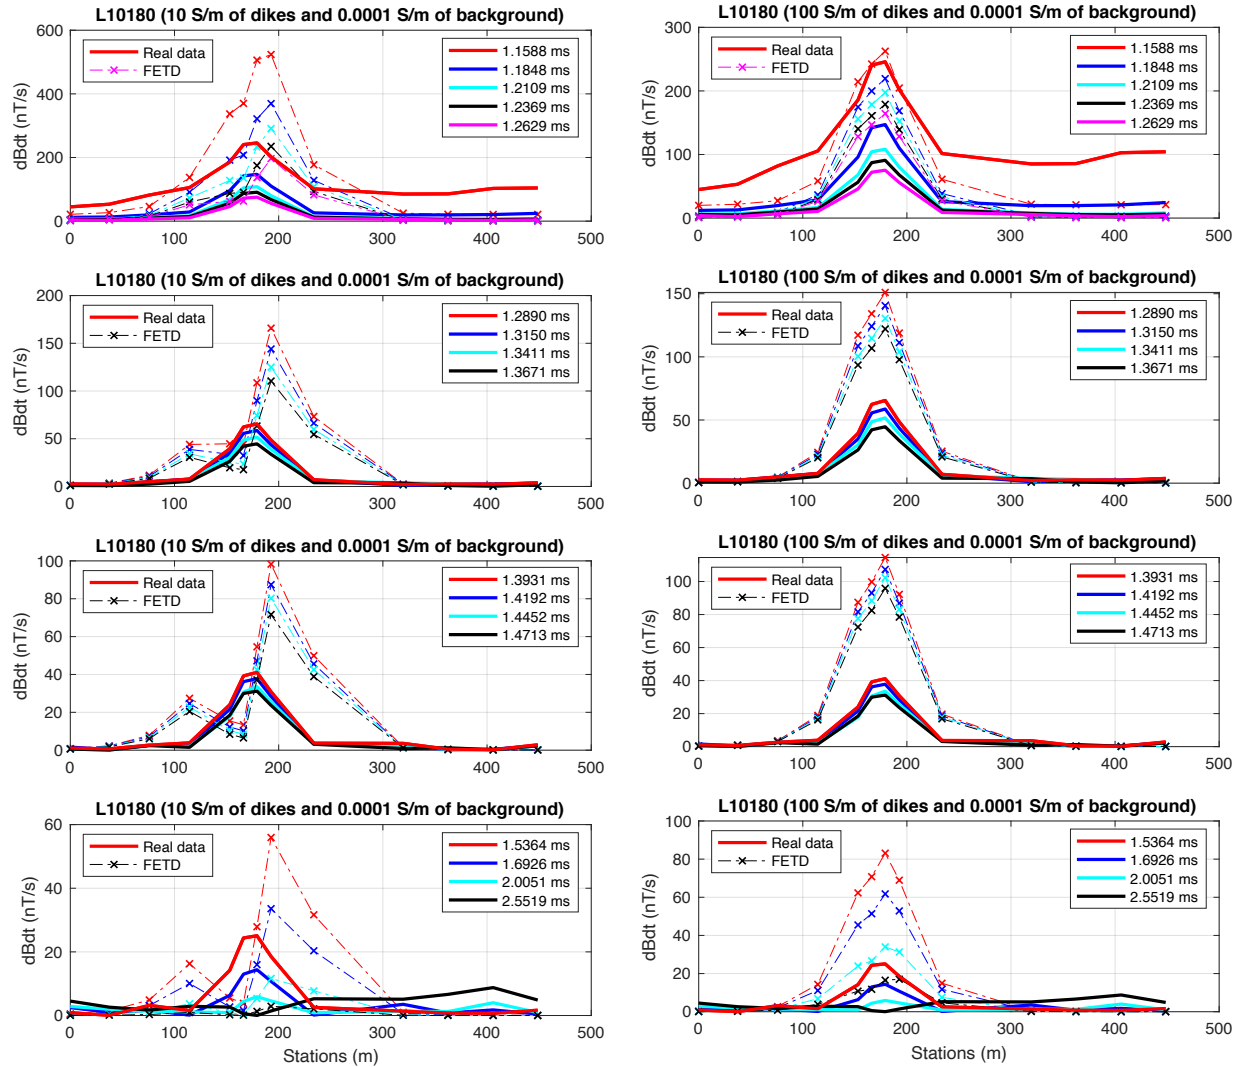 L10180 (10 S/m of dikes and 0.0001 S/m of background)
600
400
200
0
dBdt (nT/s)
Real data
FETD
1.1588 ms
1.1848 ms
1.2109 ms
1.2369 ms
1.2629 ms
0
100
200
300
400
500
L10180 (100 S/m of dikes and 0.0001 S/m of background)
300
200
100
0
dBdt (nT/s)
Real data
FETD
1.1588 ms
1.1848 ms
1.2109 ms
1.2369 ms
1.2629 ms
0
100
200
300
400
500
L10180 (10 S/m of dikes and 0.0001 S/m of background)
200
150
100
50
0
dBdt (nT/s)
Real data
FETD
1.2890 ms
1.3150 ms
1.3411 ms
1.3671 ms
0
100
200
300
400
500
L10180 (100 S/m of dikes and 0.0001 S/m of background)
150
100
50
0
dBdt (nT/s)
Real data
FETD
1.2890 ms
1.3150 ms
1.3411 ms
1.3671 ms
0
100
200
300
400
500
L10180 (10 S/m of dikes and 0.0001 S/m of background)
100
80
60
40
20
0
dBdt (nT/s)
Real data
FETD
1.3931 ms
1.4192 ms
1.4452 ms
1.4713 ms
0
100
200
300
400
500
L10180 (100 S/m of dikes and 0.0001 S/m of background)
100
80
60
40
20
0
dBdt (nT/s)
Real data
FETD
1.3931 ms
1.4192 ms
1.4452 ms
1.4713 ms
0
100
200
300
400
500
L10180 (10 S/m of dikes and 0.0001 S/m of background)
60
40
20
0
dBdt (nT/s)
Real data
FETD
1.5364 ms
1.6926 ms
2.0051 ms
2.5519 ms
0
100
200
300
400
500
Stations (m)
L10180 (100 S/m of dikes and 0.0001 S/m of background)
100
80
60
40
20
0
dBdt (nT/s)
Real data
FETD
1.5364 ms
1.6926 ms
2.0051 ms
2.5519 ms
0
100
200
300
400
500
Stations (m)